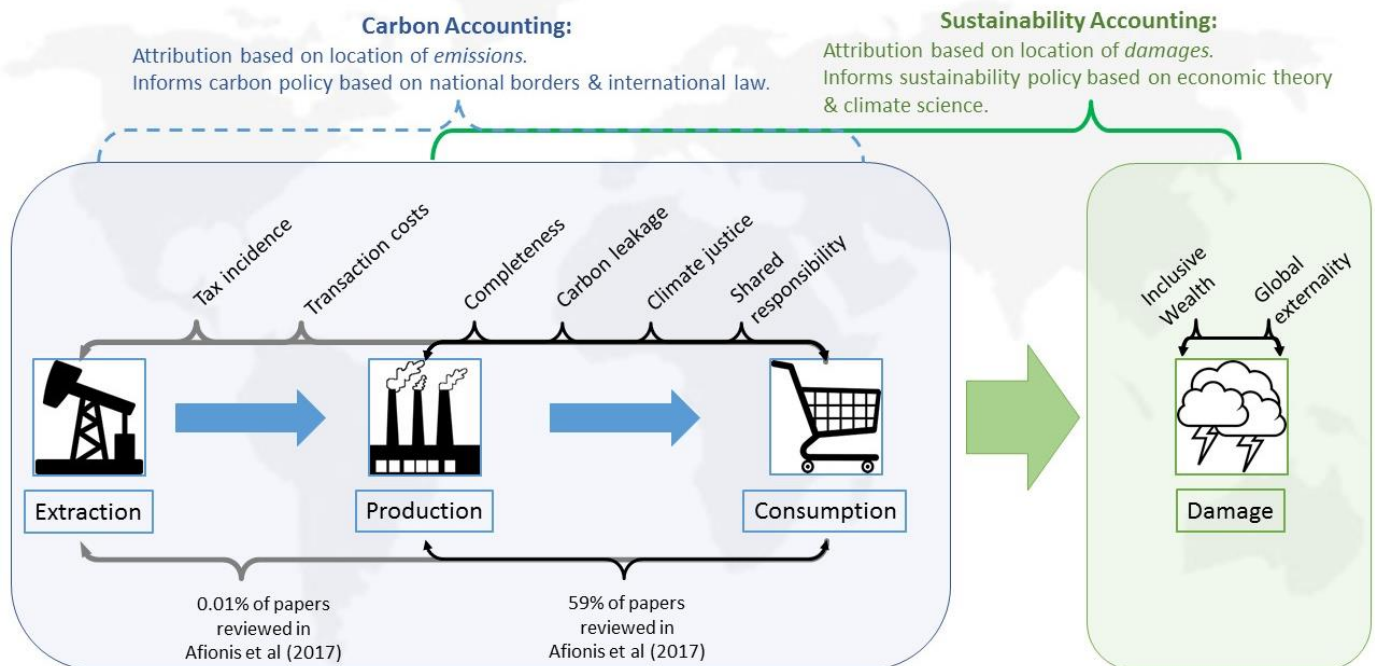 Carbon Accounting:
Attribution based on location of emissions.
Informs carbon policy based on national borders & international law.
Sustainability Accounting:
Attribution based on location of damages.
Informs sustainability policy based on economic theory
& climate science.
Tax incidence
Transaction costs
Completeness
Carbon leakage
Climate justice
Shared
responsibility
Inclusive
Wealth
Global
externality
Extraction
Production
Consumption
Damage
0.01% of papers
reviewed in
Afionis et al (2017)
59% of papers
reviewed in
Afionis et al (2017)